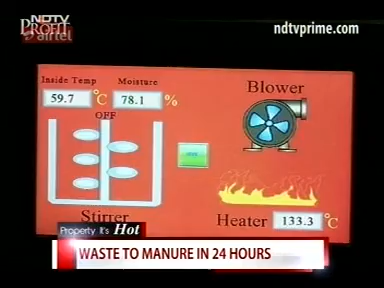 NDTV
PROFIT
airtel
ndtvprime.com
Inside Temp
Moisture
59.7 °C
78.1 %
OFF
Blower
Stirrer
Heater 133.3 °C
Property It's Hot
WASTE TO MANURE IN 24 HOURS